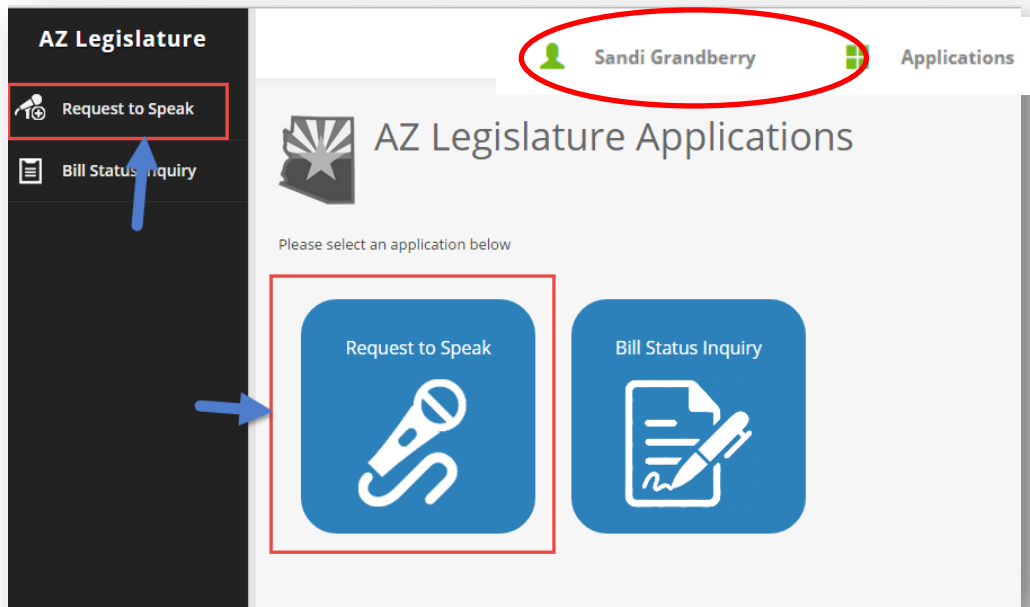 AZ Legislature
Sandi Grandberry
Applications
Request to Speak
Bill Status Inquiry
AZ Legislature Applications
Please select an application below
Request to Speak
Bill Status Inquiry